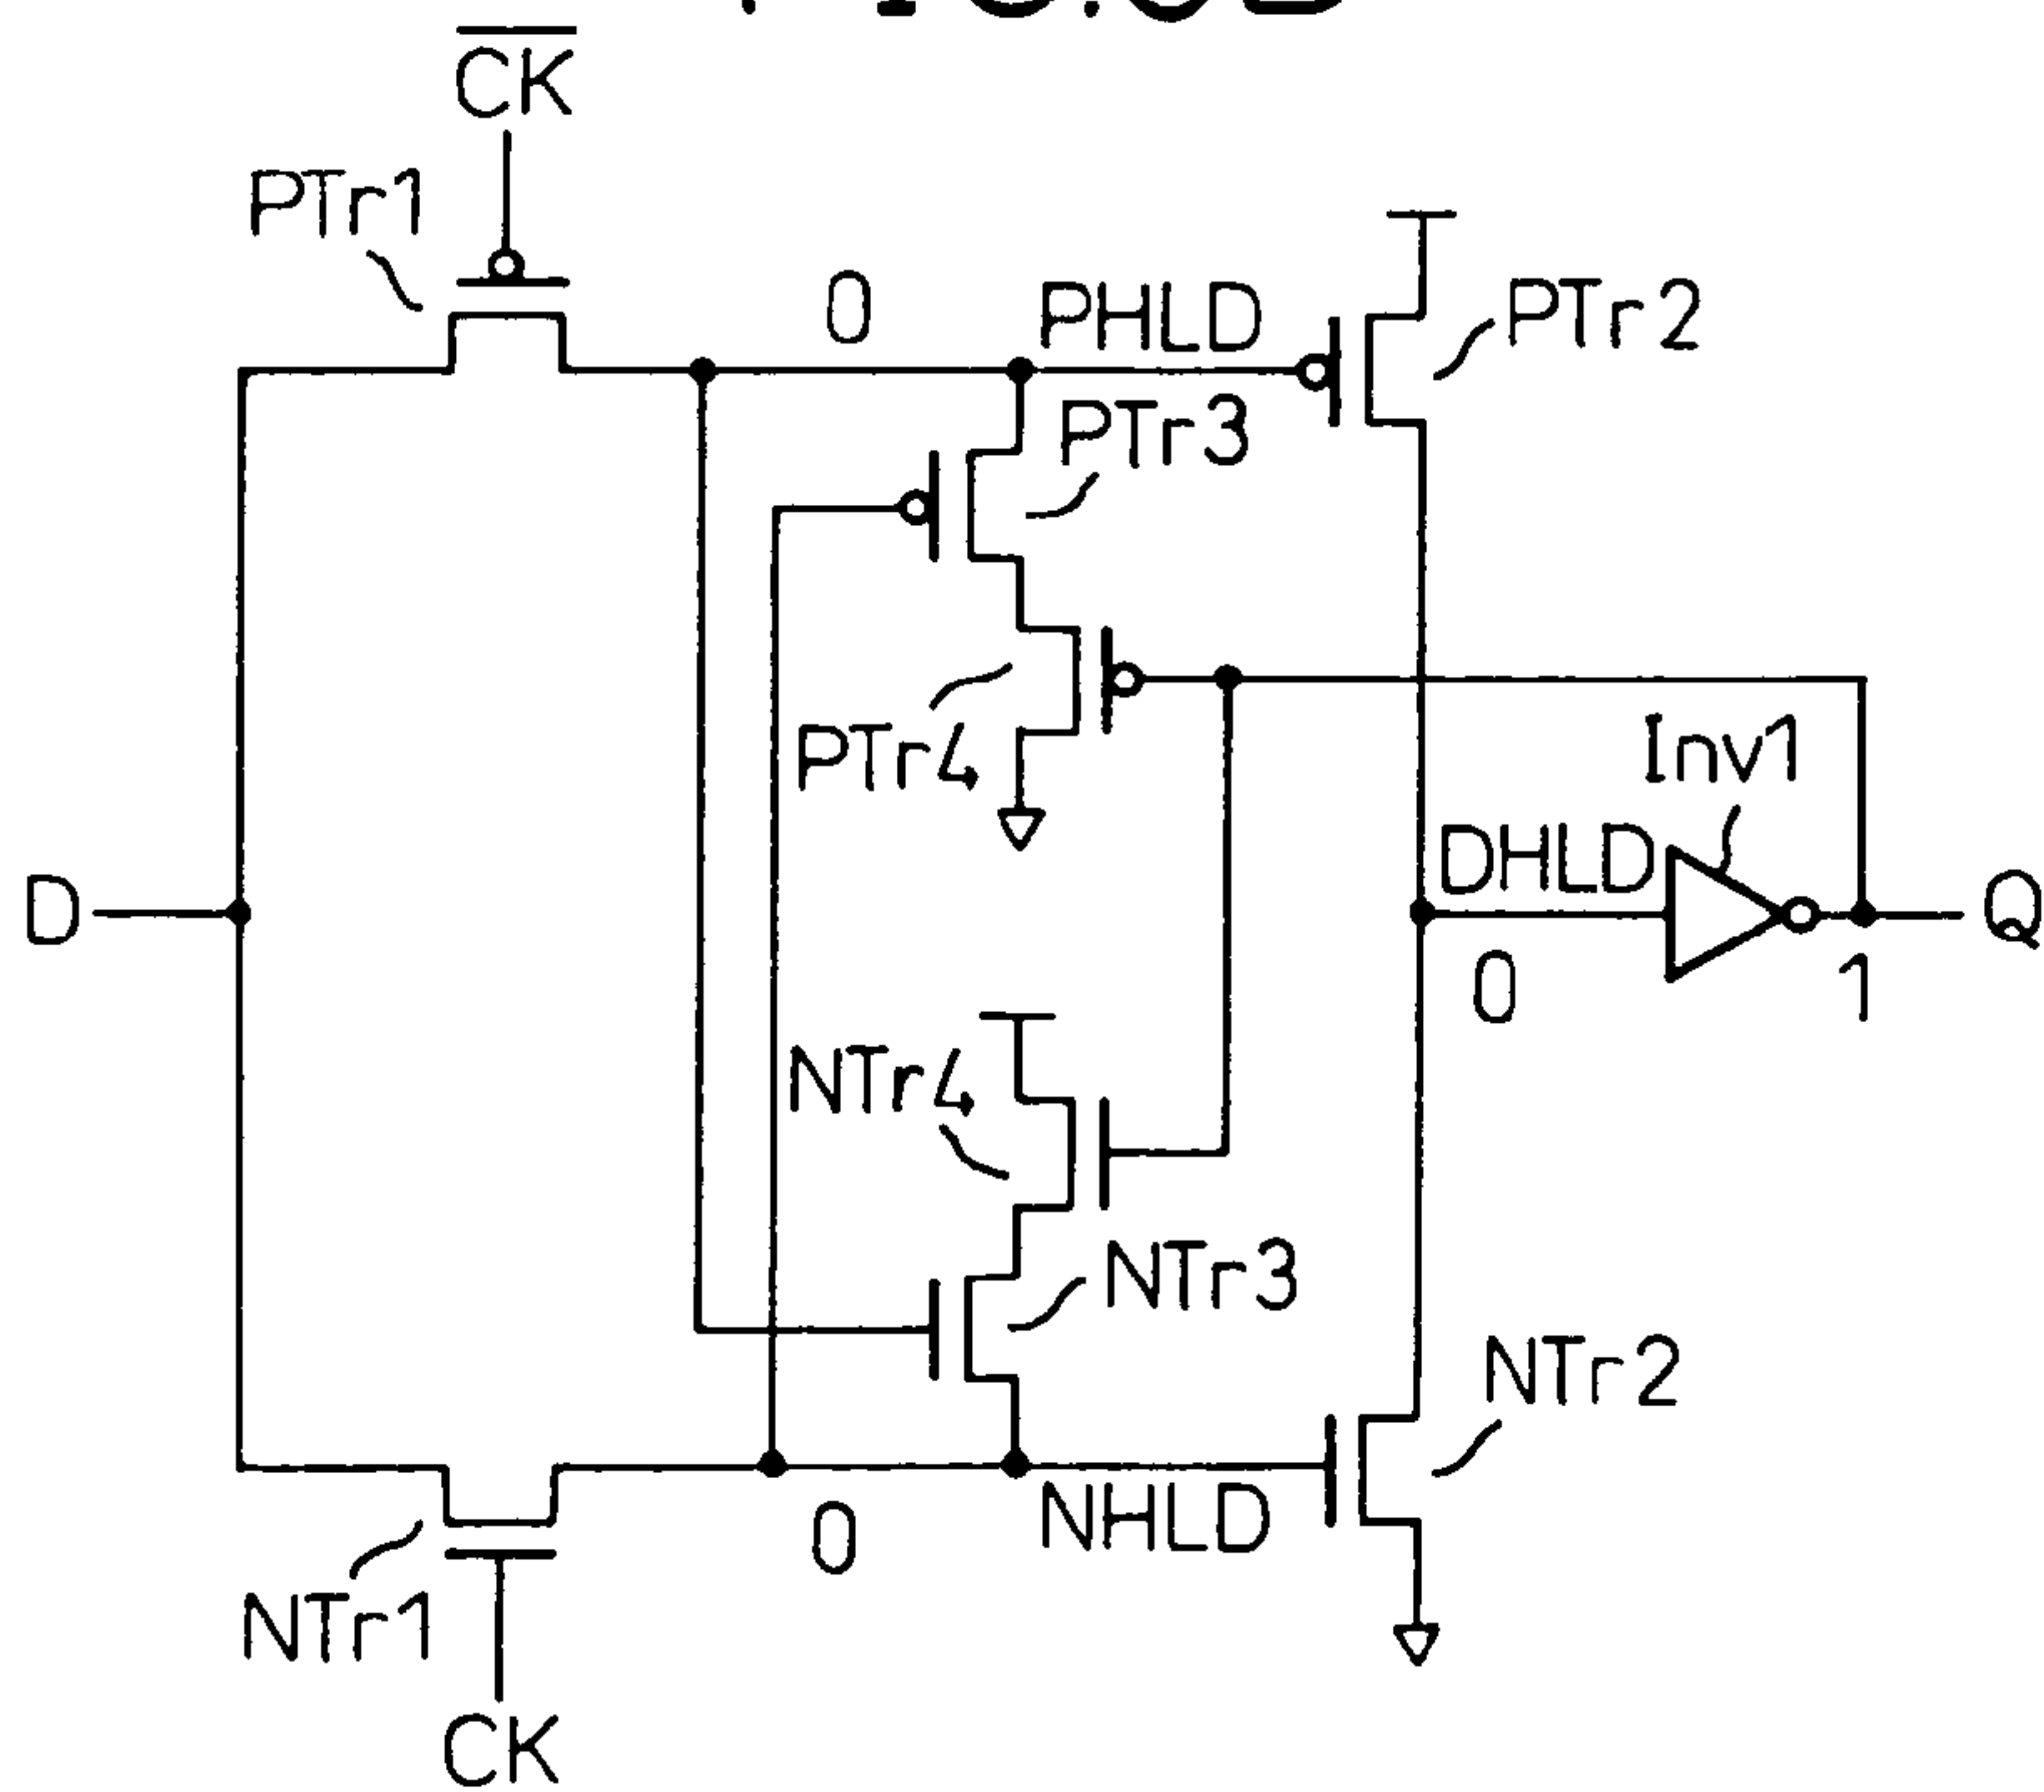 CK
PTr1
0
PHLD
PTr2
PTr3
PTr4
Inv1
DHLD
D
Q
0
1
NTr4
NTr3
NTr2
0
NHLD
NTr1
CK